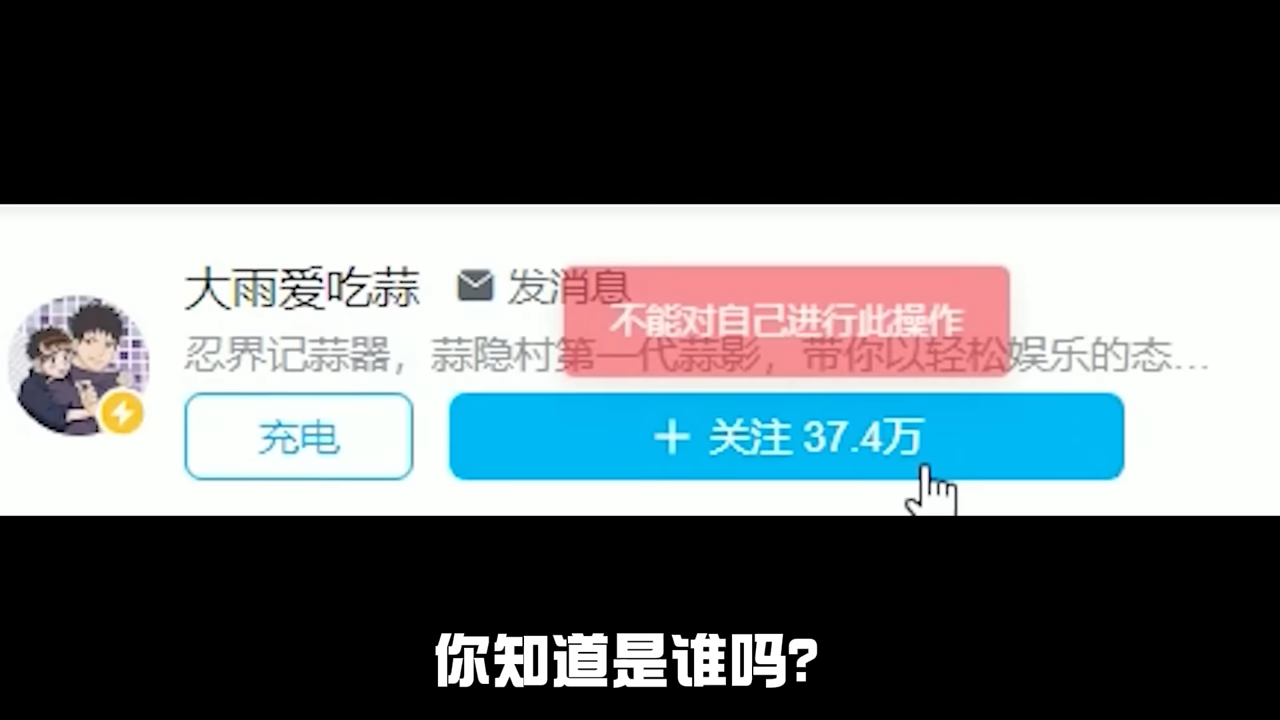 大雨爱吃蒜 发消息
不能对自己进行此操作
忍界记蒜器，蒜隐村第一代蒜影，带你以轻松娱乐的态...
充电
+ 关注 37.4万
你知道是谁吗?